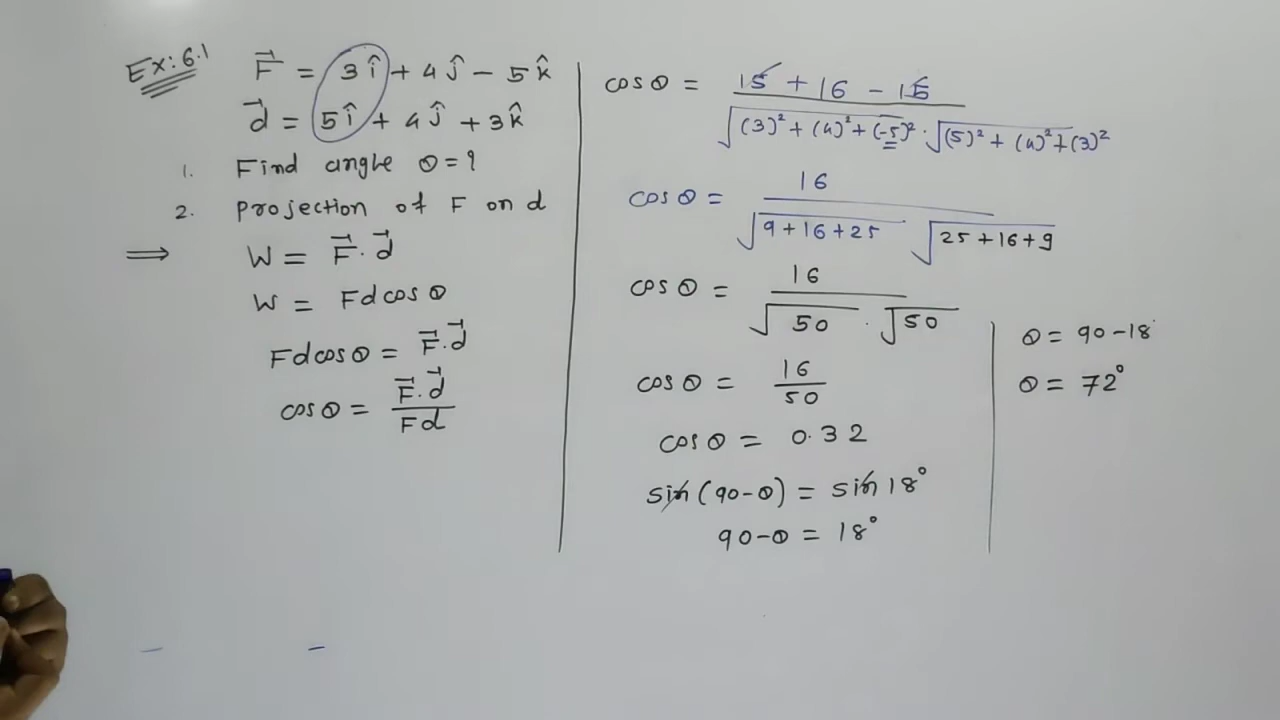 Ex: 6.1
F⃗ = 3î + 4ĵ − 5k̂
d⃗ = 5î + 4ĵ + 3k̂
1. Find angle θ = ?
2. Projection of F on d
⇒ W = F⃗ . d⃗
W = Fd cos θ
Fd cos θ = F⃗ . d⃗
cos θ = F⃗ . d⃗ / Fd
cos θ = 15 + 16 − 15 / √(3)² + (4)² + (−5)² . √(5)² + (4)² + (3)²
cos θ = 16 / √9 + 16 + 25 √25 + 16 + 9
cos θ = 16 / √50 . √50
cos θ = 16 / 50
cos θ = 0.32
sin (90 − θ) = sin 18°
90 − θ = 18°
θ = 90 − 18
θ = 72°